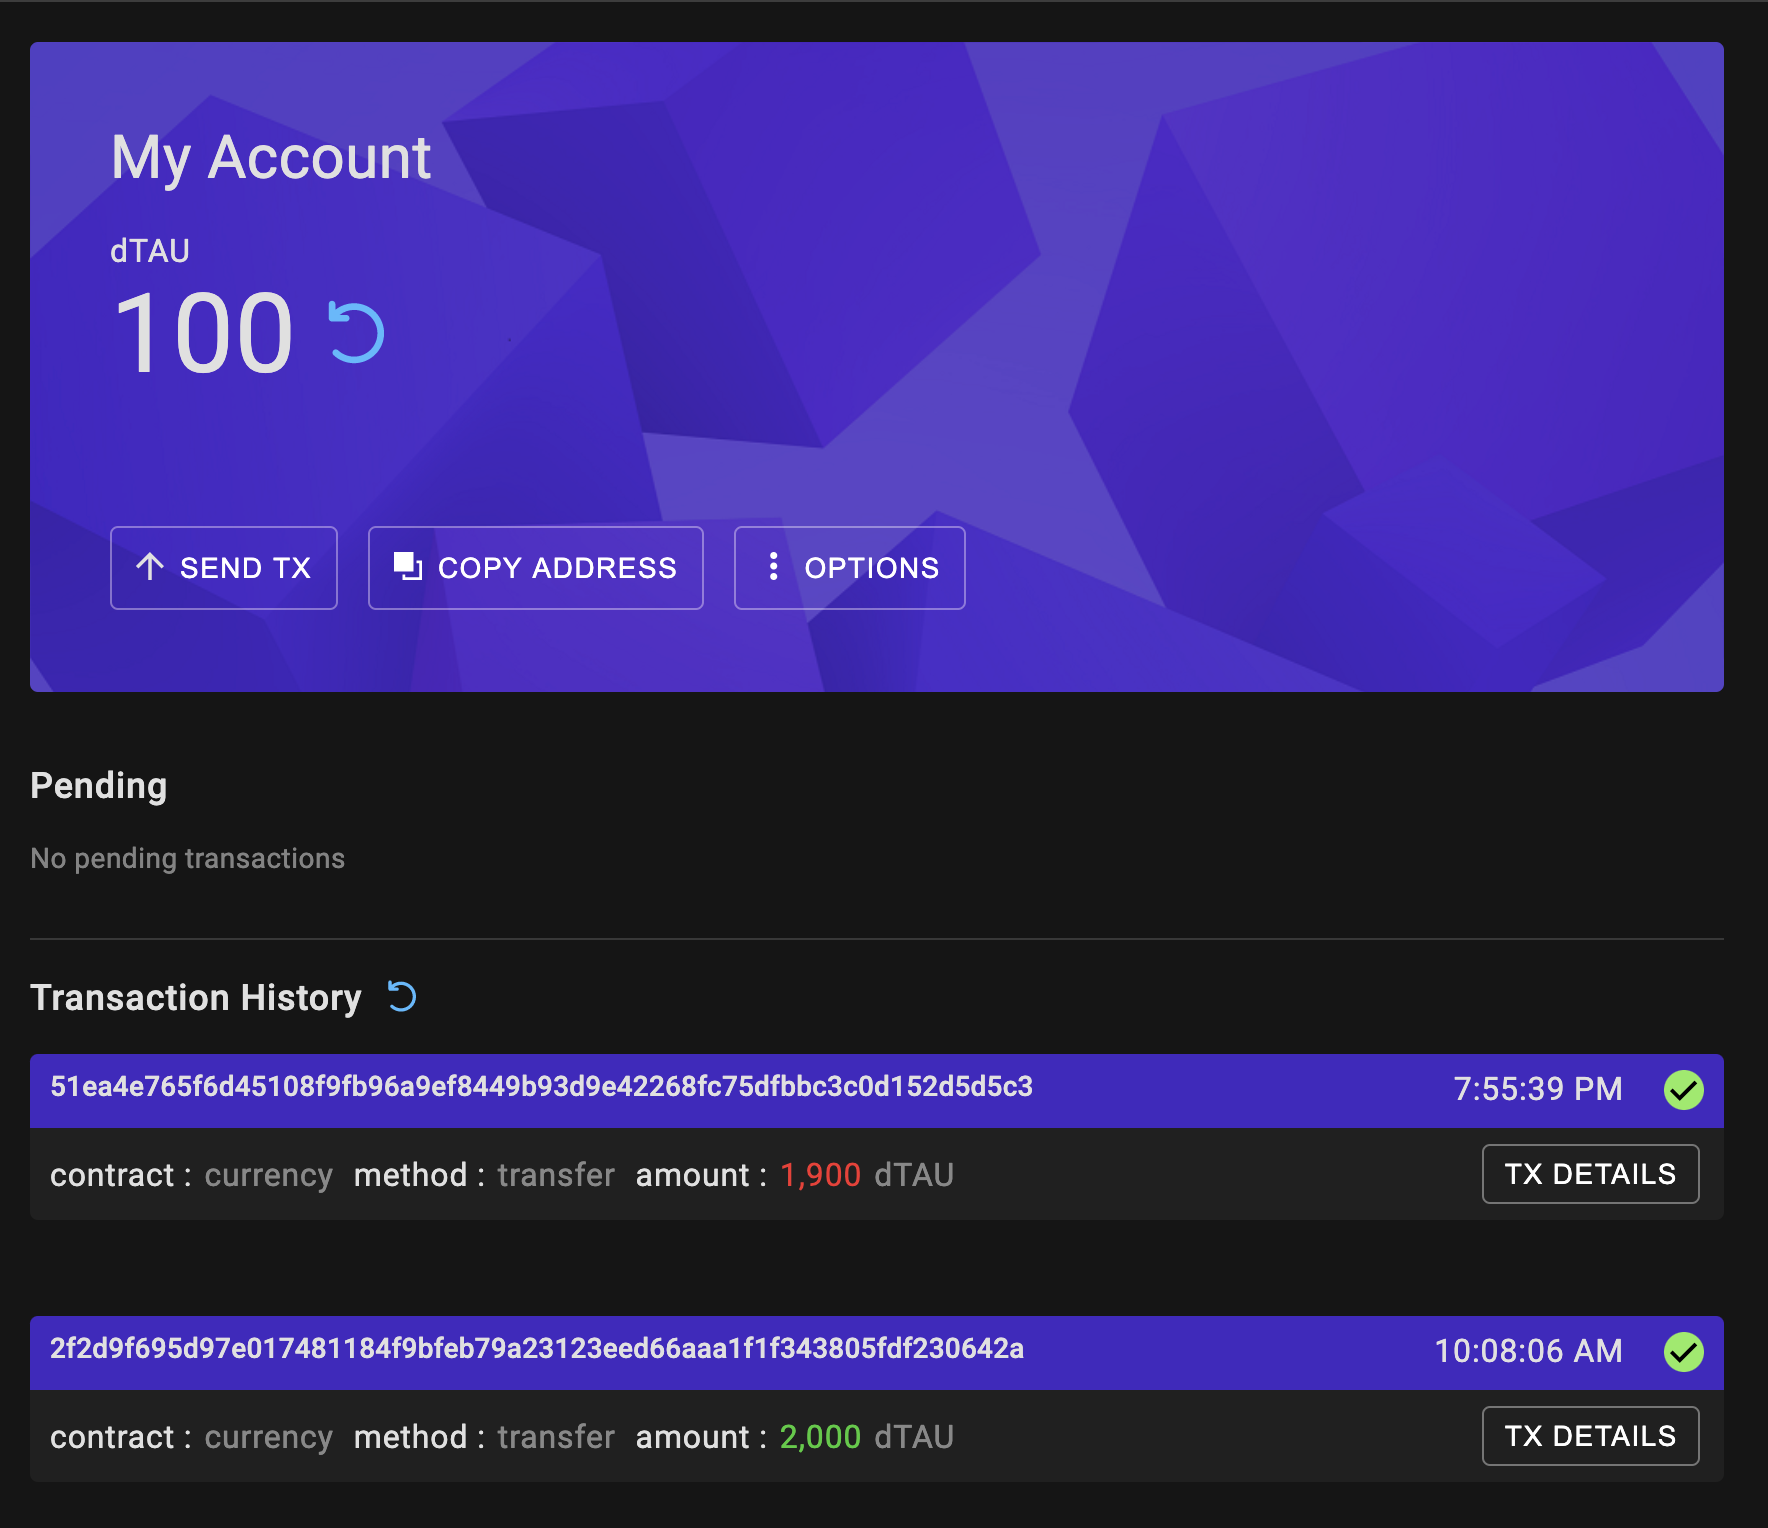 My Account
dTAU
100
SEND TX COPY ADDRESS OPTIONS
Pending
No pending transactions
Transaction History
51ea4e765f6d45108f9fb96a9ef8449b93d9e42268fc75dfbbc3c0d152d5d5c3 7:55:39 PM
contract : currency method : transfer amount : 1,900 dTAU TX DETAILS
2f2d9f695d97e017481184f9bfeb79a23123eed66aaa1f1f343805fdf230642a 10:08:06 AM
contract : currency method : transfer amount : 2,000 dTAU TX DETAILS